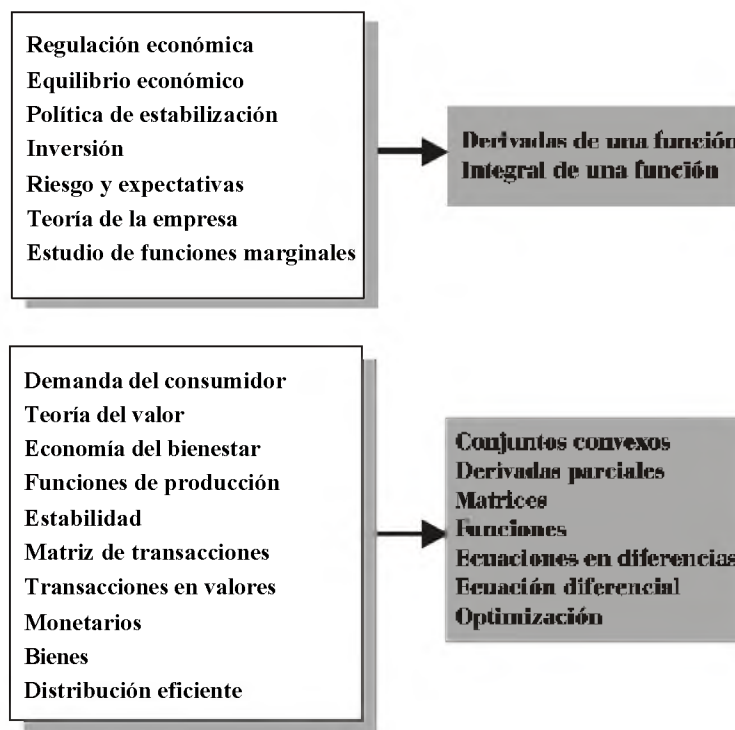 Regulación económica
Equilibrio económico
Política de estabilización
Inversión
Riesgo y expectativas
Teoría de la empresa
Estudio de funciones marginales
Derivadas de una función
Integral de una función
Demanda del consumidor
Teoría del valor
Economía del bienestar
Funciones de producción
Estabilidad
Matriz de transacciones
Transacciones en valores
Monetarios
Bienes
Distribución eficiente
Conjuntos convexos
Derivadas parciales
Matrices
Funciones
Ecuaciones en diferencias
Ecuación diferencial
Optimización